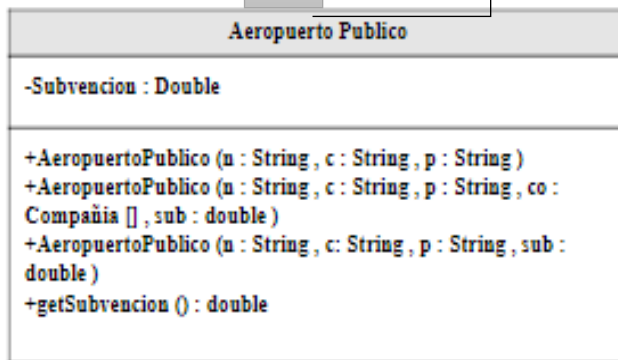 Aeropuerto Publico
-Subvencion : Double
+AeropuertoPublico (n : String , c : String , p : String )
+AeropuertoPublico (n : String , c : String , p : String , co :
Compañia [] , sub : double )
+AeropuertoPublico (n : String , c: String , p : String , sub :
double )
+getSubvencion () : double